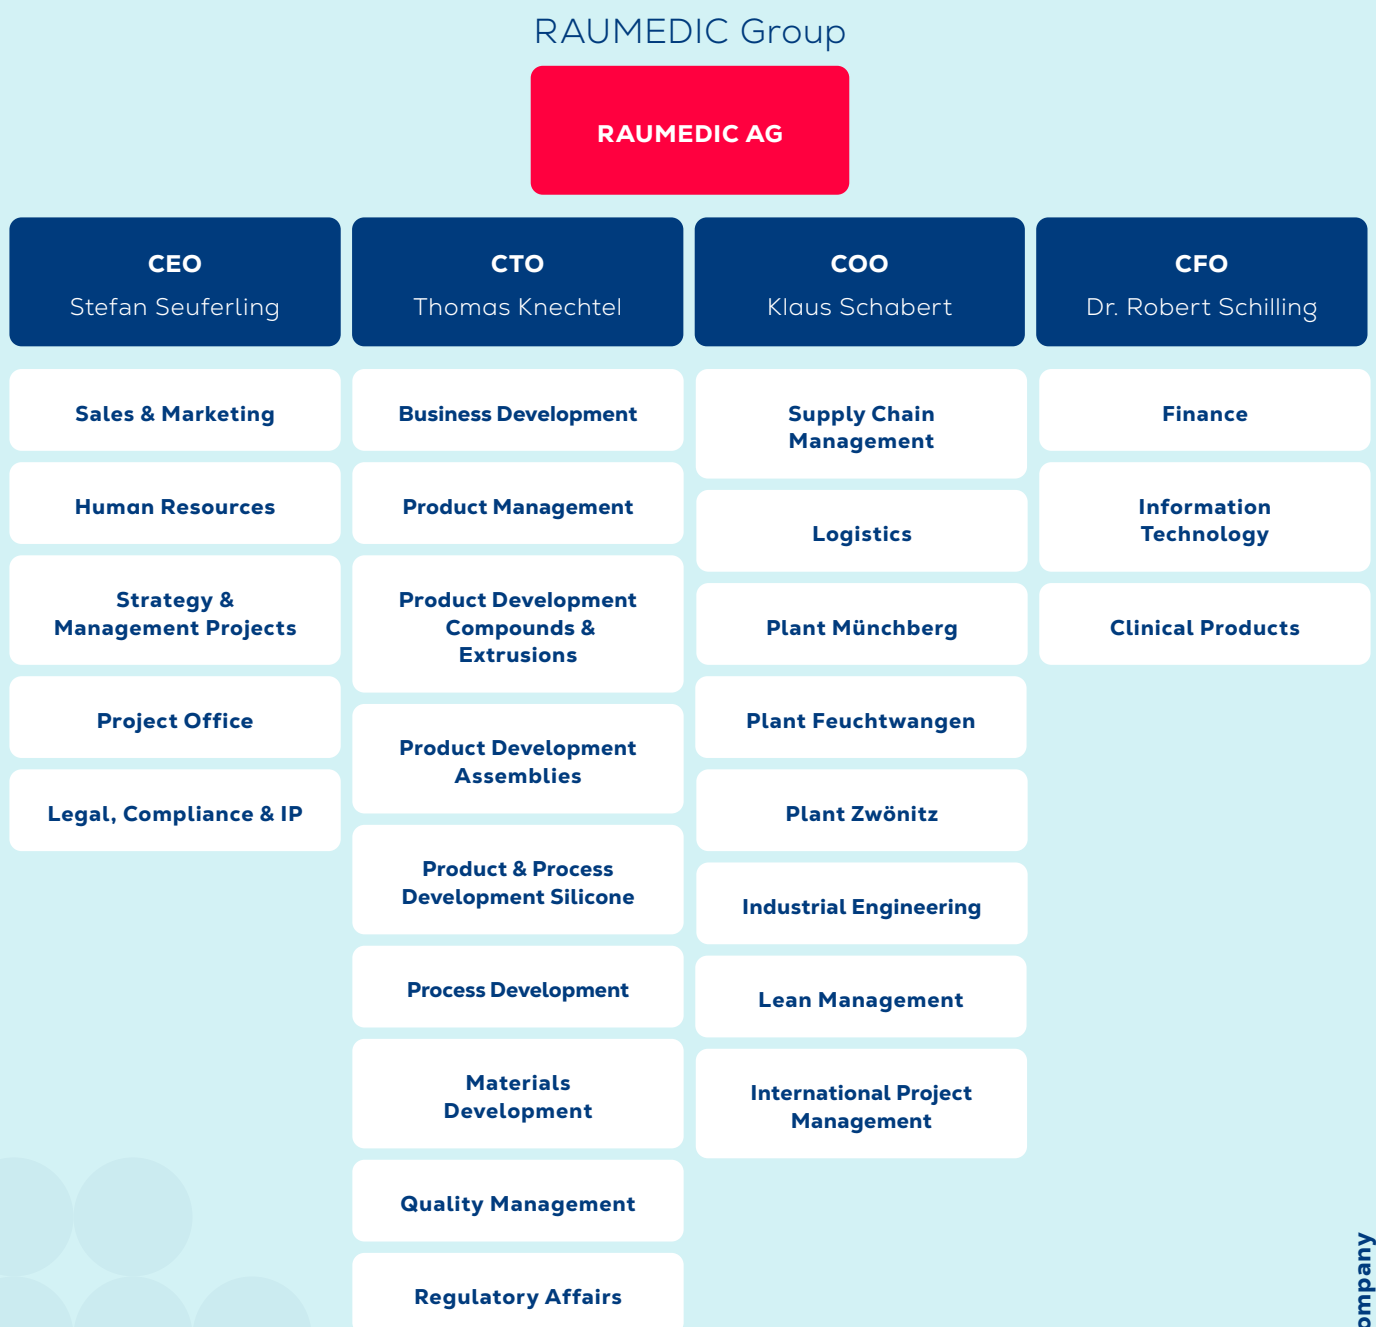 RAUMEDIC Group
RAUMEDIC AG
CEO
Stefan Seuferling
Sales & Marketing
Human Resources
Strategy &
Management Projects
Project Office
Legal, Compliance & IP
CTO
Thomas Knechtel
Business Development
Product Management
Product Development
Compounds &
Extrusions
Product Development
Assemblies
Product & Process
Development Silicone
Process Development
Materials
Development
Quality Management
Regulatory Affairs
COO
Klaus Schabert
Supply Chain
Management
Logistics
Plant Münchberg
Plant Feuchtwangen
Plant Zwönitz
Industrial Engineering
Lean Management
International Project
Management
CFO
Dr. Robert Schilling
Finance
Information
Technology
Clinical Products